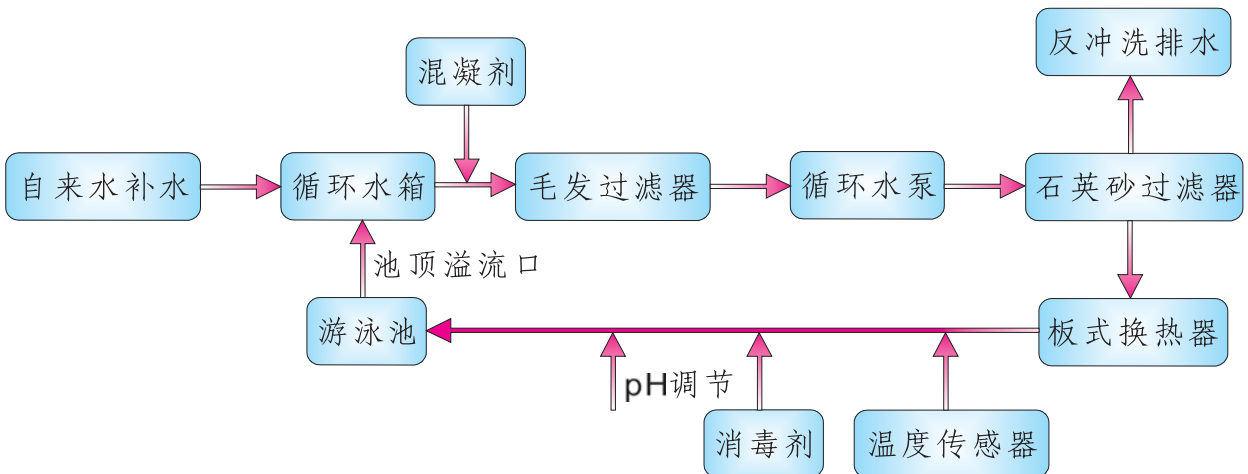 反冲洗排水
混凝剂
自来水补水
循环水箱
毛发过滤器
循环水泵
石英砂过滤器
池顶溢流口
游泳池
板式换热器
pH调节
消毒剂
温度传感器